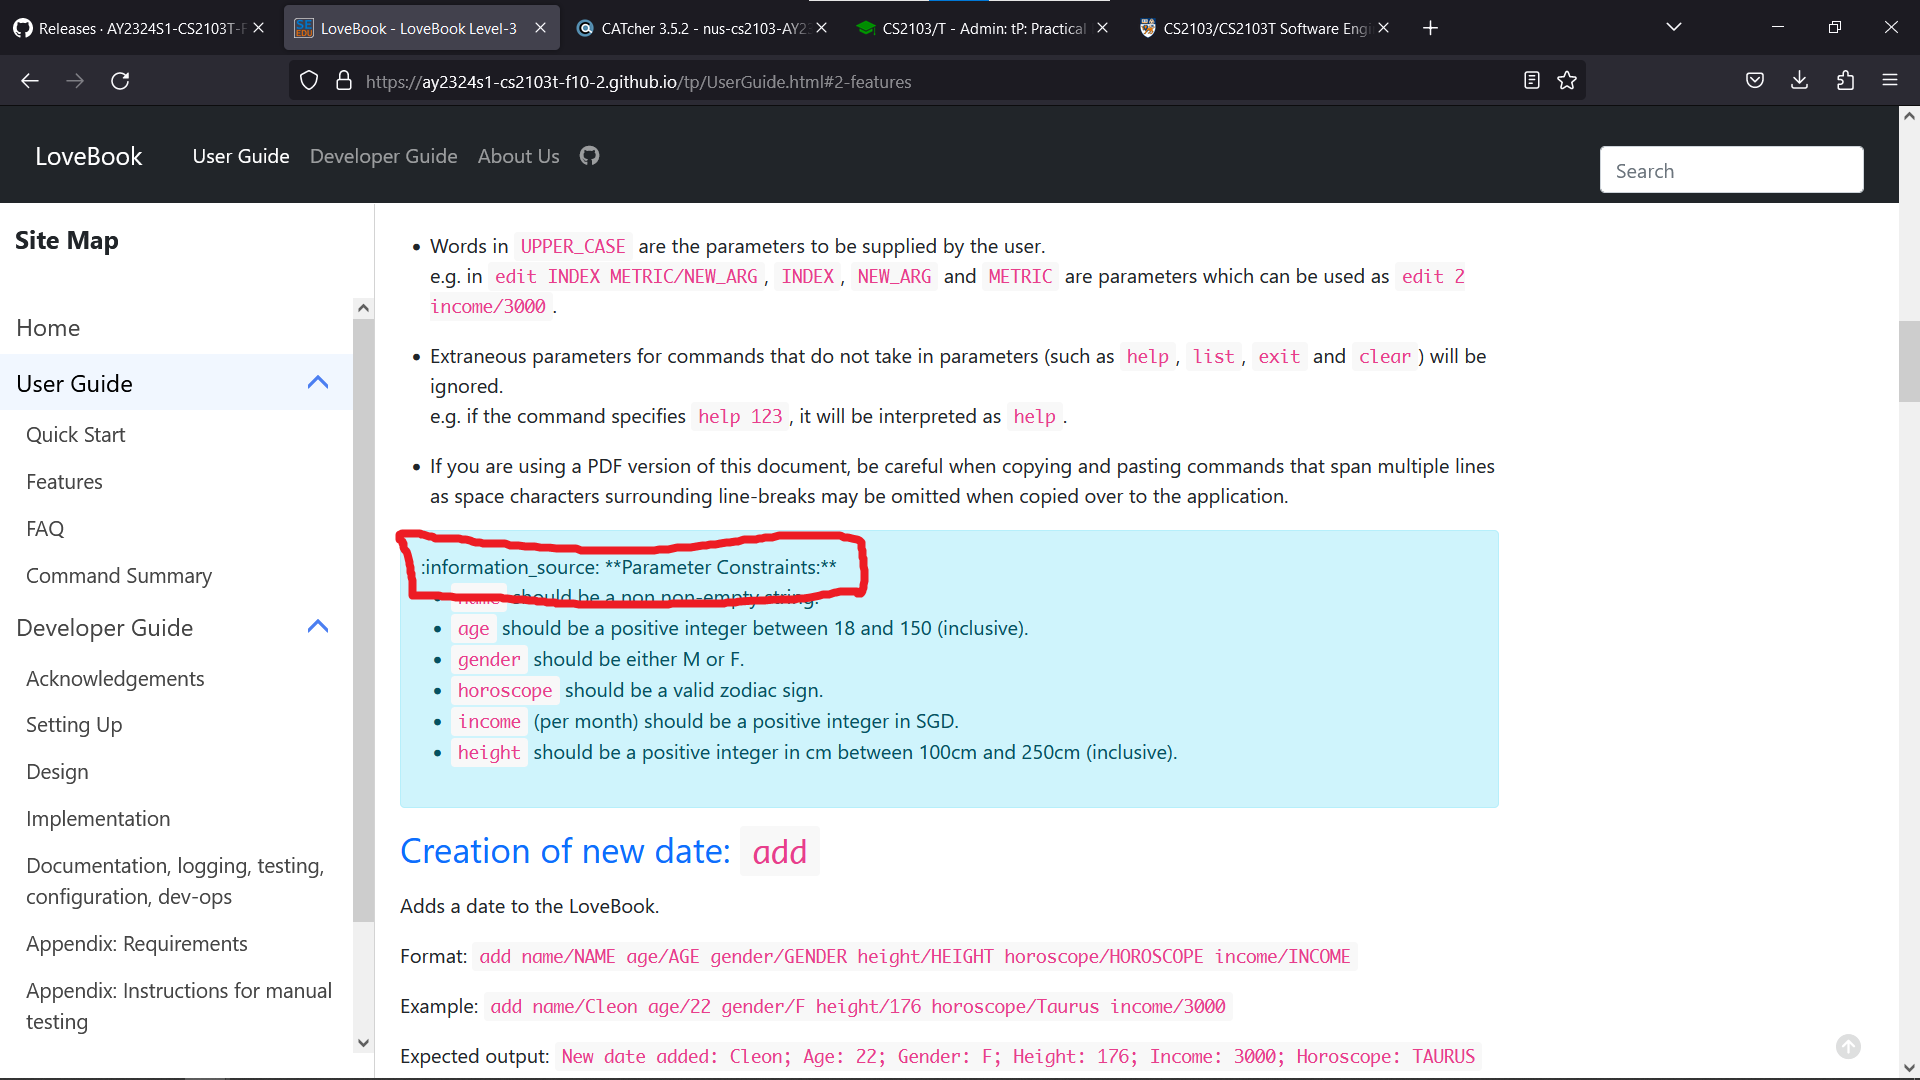 Releases · AY2324S1-CS2103T-F
LoveBook - LoveBook Level-3
CATcher 3.5.2 - nus-cs2103-AY23
CS2103/T - Admin: tP: Practical
CS2103/CS2103T Software Engi
https://ay2324s1-cs2103t-f10-2.github.io/tp/UserGuide.html#2-features
LoveBook
User Guide
Developer Guide
About Us
Search
Site Map
Home
User Guide
Quick Start
Features
FAQ
Command Summary
Developer Guide
Acknowledgements
Setting Up
Design
Implementation
Documentation, logging, testing,
configuration, dev-ops
Appendix: Requirements
Appendix: Instructions for manual
testing
Words in UPPER_CASE are the parameters to be supplied by the user.
e.g. in edit INDEX METRIC/NEW_ARG, INDEX, NEW_ARG and METRIC are parameters which can be used as edit 2
income/3000.
Extraneous parameters for commands that do not take in parameters (such as help, list, exit and clear) will be
ignored.
e.g. if the command specifies help 123, it will be interpreted as help.
If you are using a PDF version of this document, be careful when copying and pasting commands that span multiple lines
as space characters surrounding line-breaks may be omitted when copied over to the application.
:information_source: **Parameter Constraints:**
name should be a non non-empty string.
age should be a positive integer between 18 and 150 (inclusive).
gender should be either M or F.
horoscope should be a valid zodiac sign.
income (per month) should be a positive integer in SGD.
height should be a positive integer in cm between 100cm and 250cm (inclusive).
Creation of new date: add
Adds a date to the LoveBook.
Format: add name/NAME age/AGE gender/GENDER height/HEIGHT horoscope/HOROSCOPE income/INCOME
Example: add name/Cleon age/22 gender/F height/176 horoscope/Taurus income/3000
Expected output: New date added: Cleon; Age: 22; Gender: F; Height: 176; Income: 3000; Horoscope: TAURUS